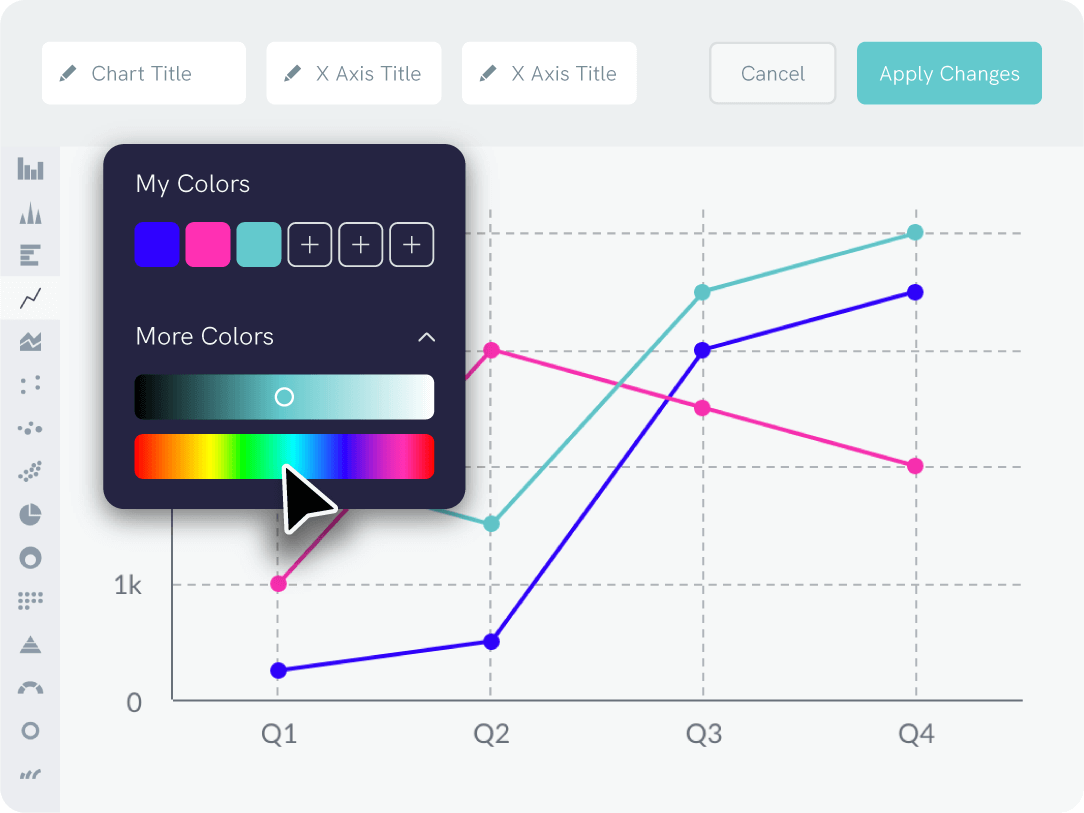 Chart Title
X Axis Title
X Axis Title
Cancel
Apply Changes
My Colors
More Colors
1k
0
Q1
Q2
Q3
Q4